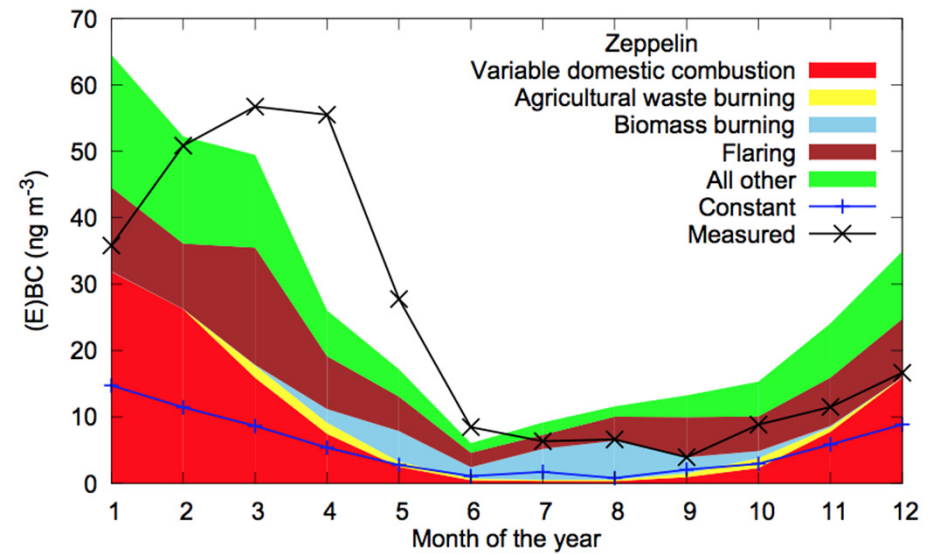 Zeppelin
Variable domestic combustion
Agricultural waste burning
Biomass burning
Flaring
All other
Constant
Measured
(E)BC (ng m⁻³)
70
60
50
40
30
20
10
0
1 2 3 4 5 6 7 8 9 10 11 12
Month of the year